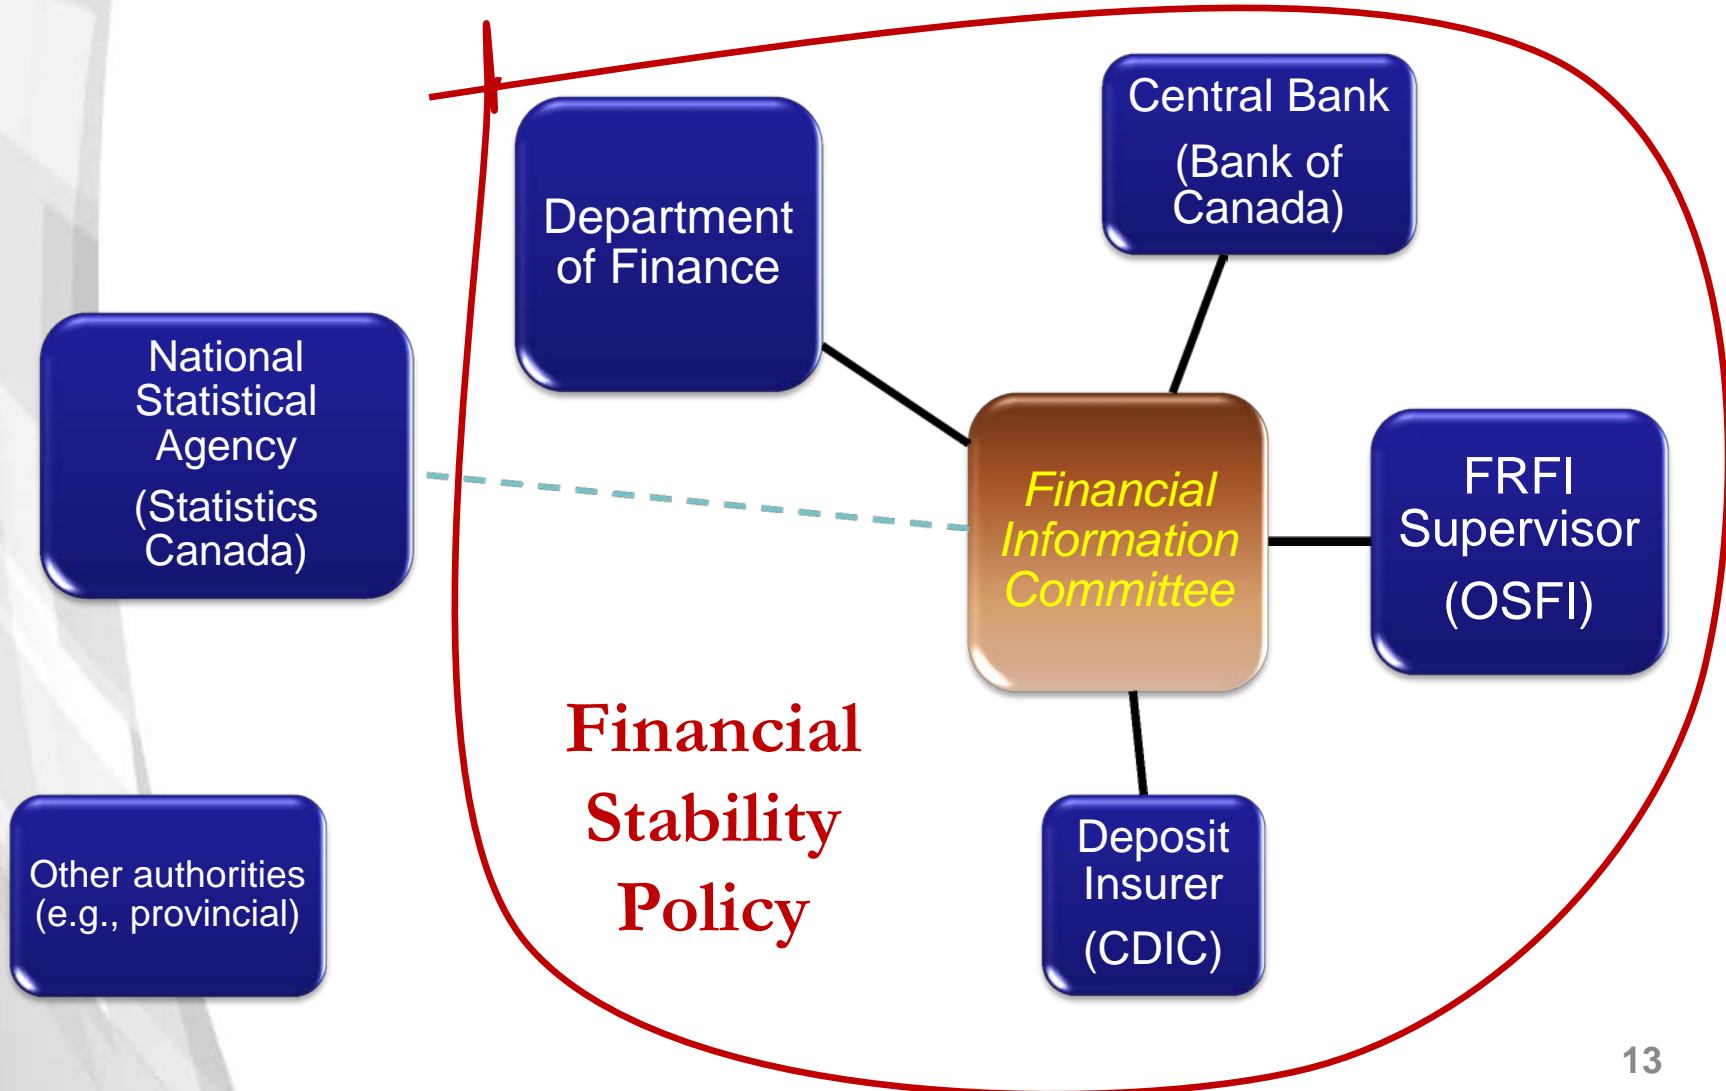 Central Bank
(Bank of
Canada)
Department
of Finance
National
Statistical
Agency
(Statistics
Canada)
Financial
Information
Committee
FRFI
Supervisor
(OSFI)
Financial
Stability
Policy
Deposit
Insurer
(CDIC)
Other authorities
(e.g., provincial)
13